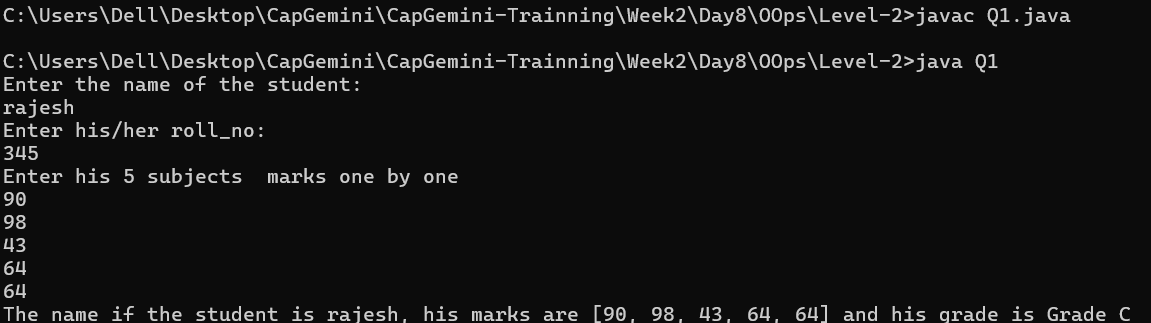 C:\Users\Dell\Desktop\CapGemini\CapGemini-Trainning\Week2\Day8\OOps\Level-2>javac Q1.java
C:\Users\Dell\Desktop\CapGemini\CapGemini-Trainning\Week2\Day8\OOps\Level-2>java Q1
Enter the name of the student:
rajesh
Enter his/her roll_no:
345
Enter his 5 subjects  marks one by one
90
98
43
64
64
The name if the student is rajesh, his marks are [90, 98, 43, 64, 64] and his grade is Grade C